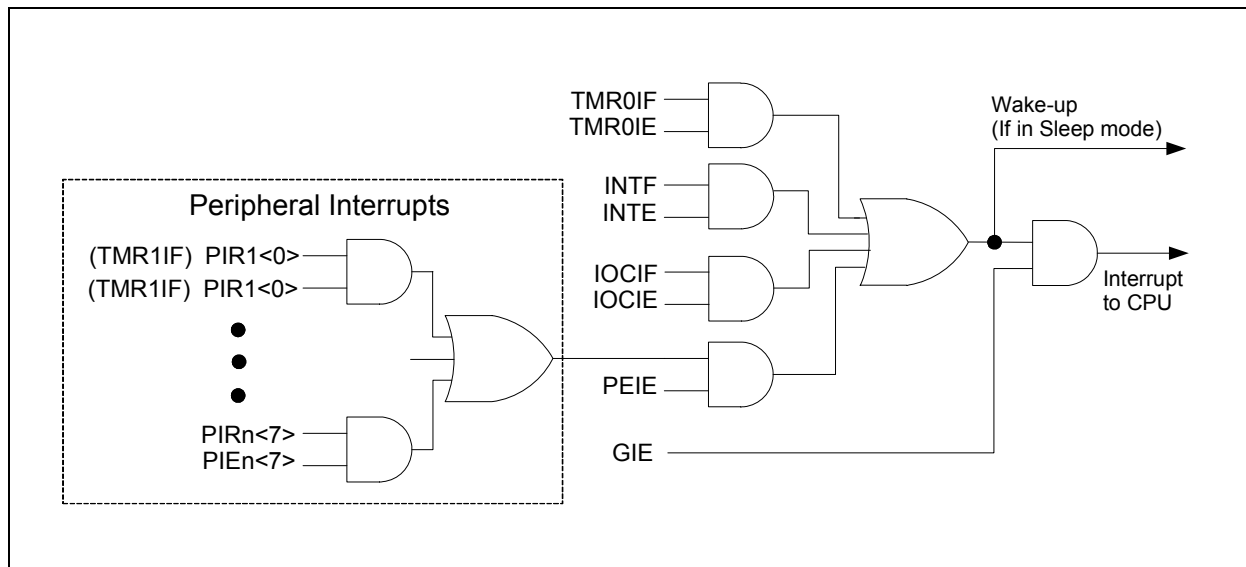 TMR0IF
TMR0IE
Wake-up
(If in Sleep mode)
INTF
INTE
Peripheral Interrupts
(TMR1IF) PIR1<0>
(TMR1IF) PIR1<0>
IOCIF
IOCIE
Interrupt
to CPU
PEIE
PIRn<7>
PIEn<7>
GIE